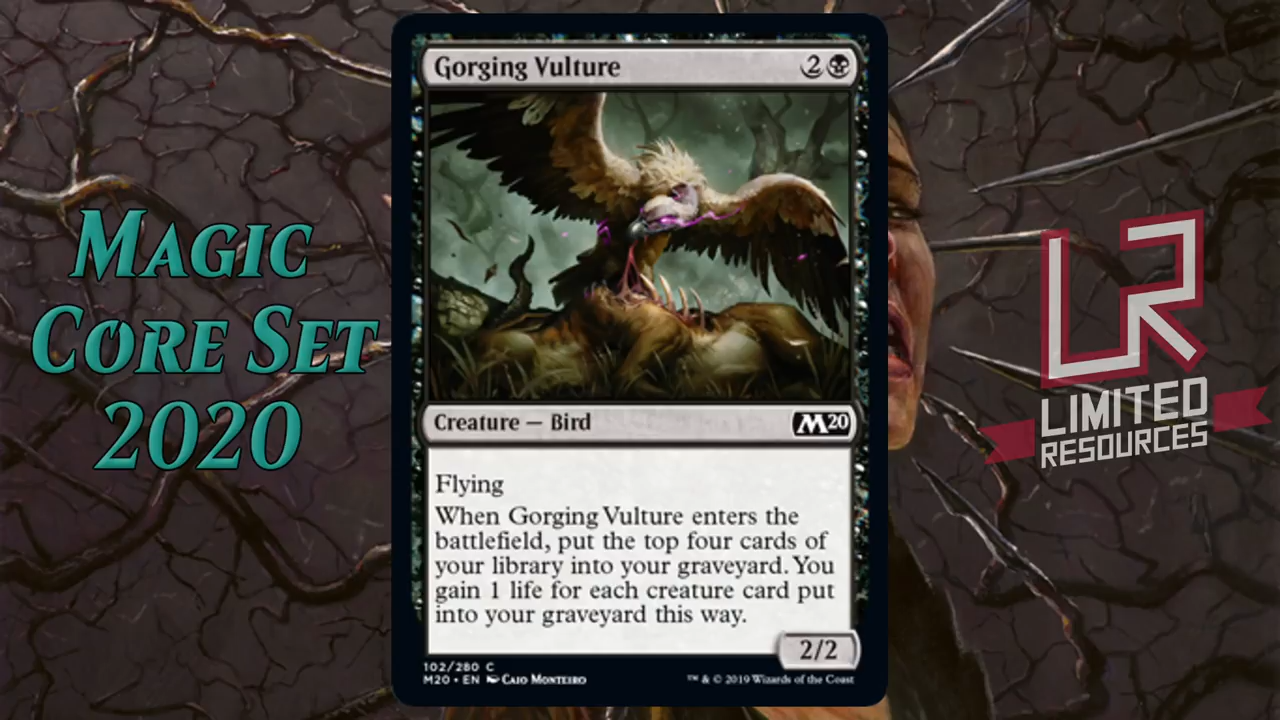 Magic
Core Set
2020
Gorging Vulture
2
Creature — Bird
M20
Flying
When Gorging Vulture enters the
battlefield, put the top four cards of
your library into your graveyard. You
gain 1 life for each creature card put
into your graveyard this way.
2/2
102/280 C
M20 • EN Caio Monteiro
™ & © 2019 Wizards of the Coast
LR
LIMITED
RESOURCES